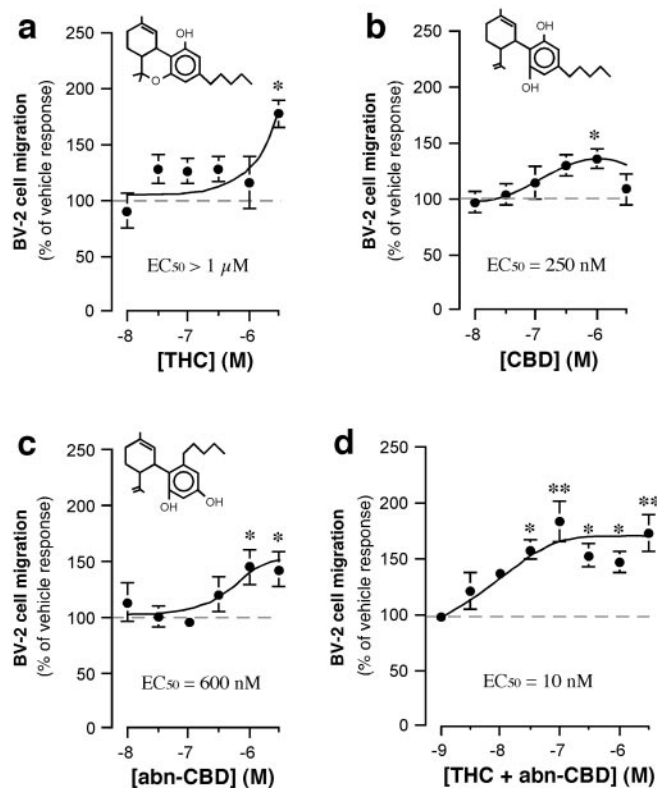 a
BV-2 cell migration
(% of vehicle response)
250
200
150
100
50
0
OH
O
*
EC50 > 1 µM
-8
-7
-6
[THC] (M)
b
BV-2 cell migration
(% of vehicle response)
250
200
150
100
50
0
OH
OH
*
EC50 = 250 nM
-8
-7
-6
[CBD] (M)
c
BV-2 cell migration
(% of vehicle response)
250
200
150
100
50
0
OH
OH
* *
EC50 = 600 nM
-8
-7
-6
[abn-CBD] (M)
d
BV-2 cell migration
(% of vehicle response)
250
200
150
100
50
0
* ** * * **
EC50 = 10 nM
-9
-8
-7
-6
[THC + abn-CBD] (M)